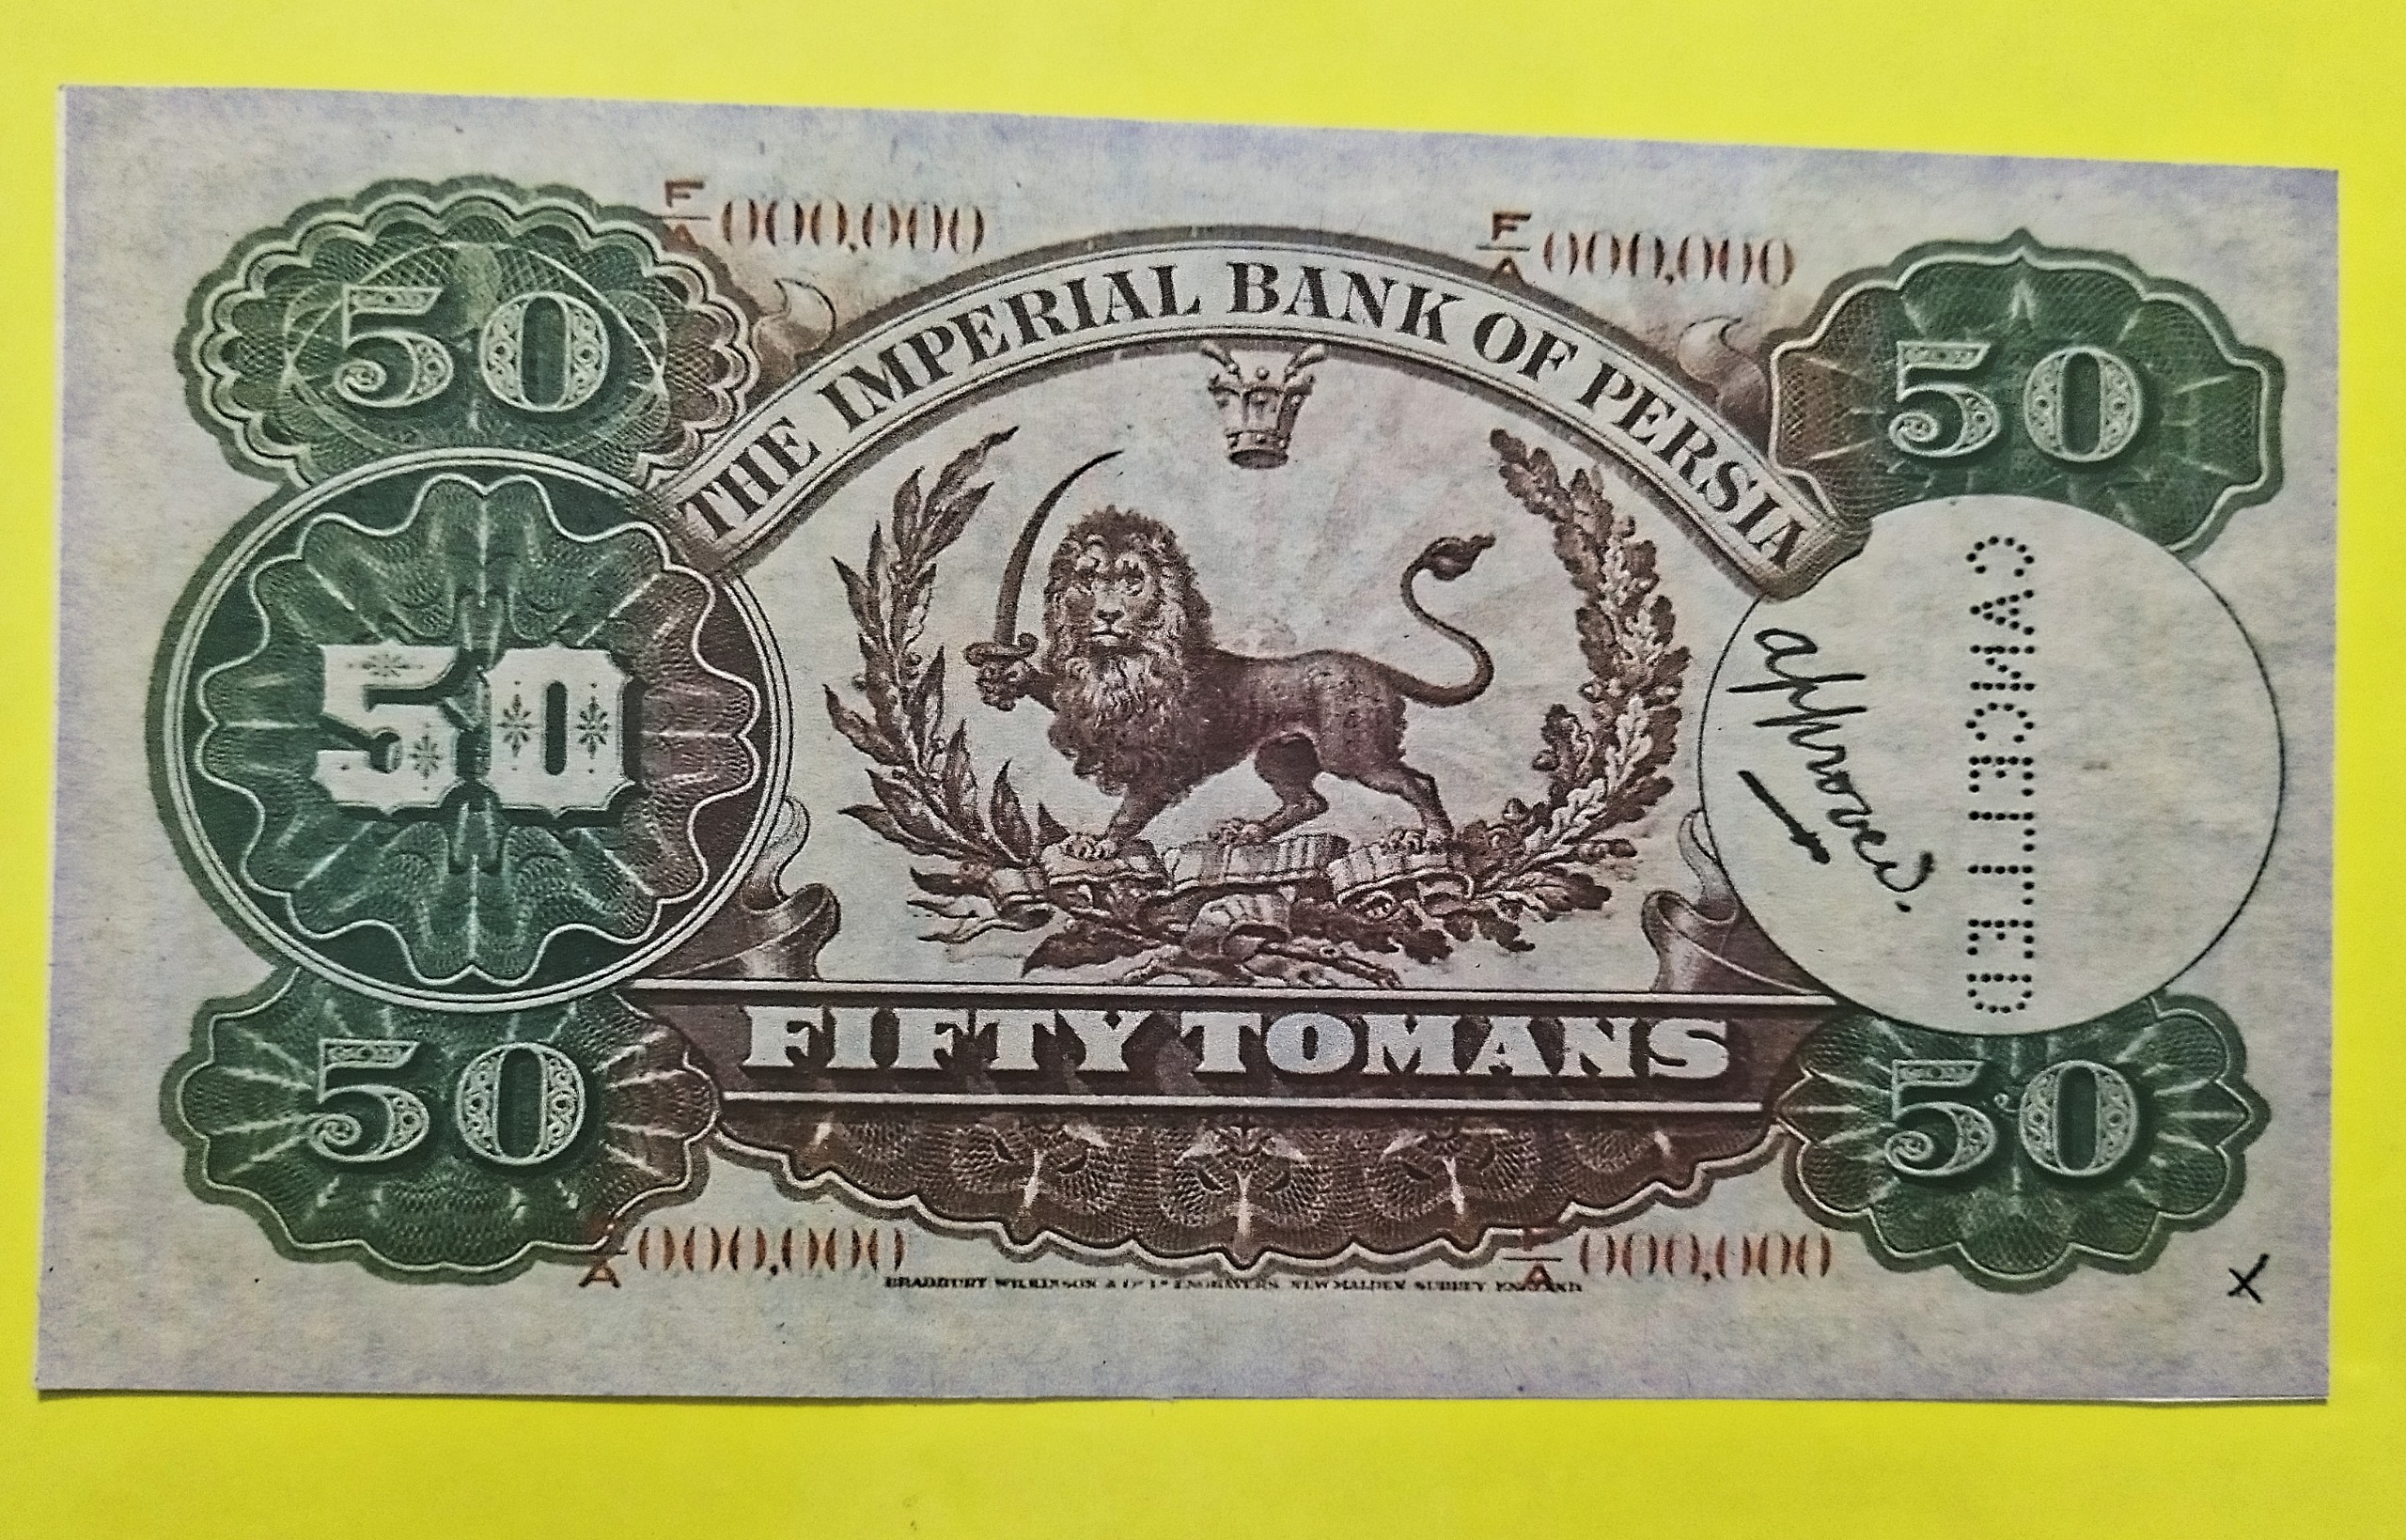 F/A 000,000 F/A 000,000
50 50
THE IMPERIAL BANK OF PERSIA
50
CANCELLED
approved.
FIFTY TOMANS
50 50
A 000,000 A 000,000
BRADBURY WILKINSON & Co Ld ENGRAVERS, NEW MALDEN, SURREY, ENGLAND
X